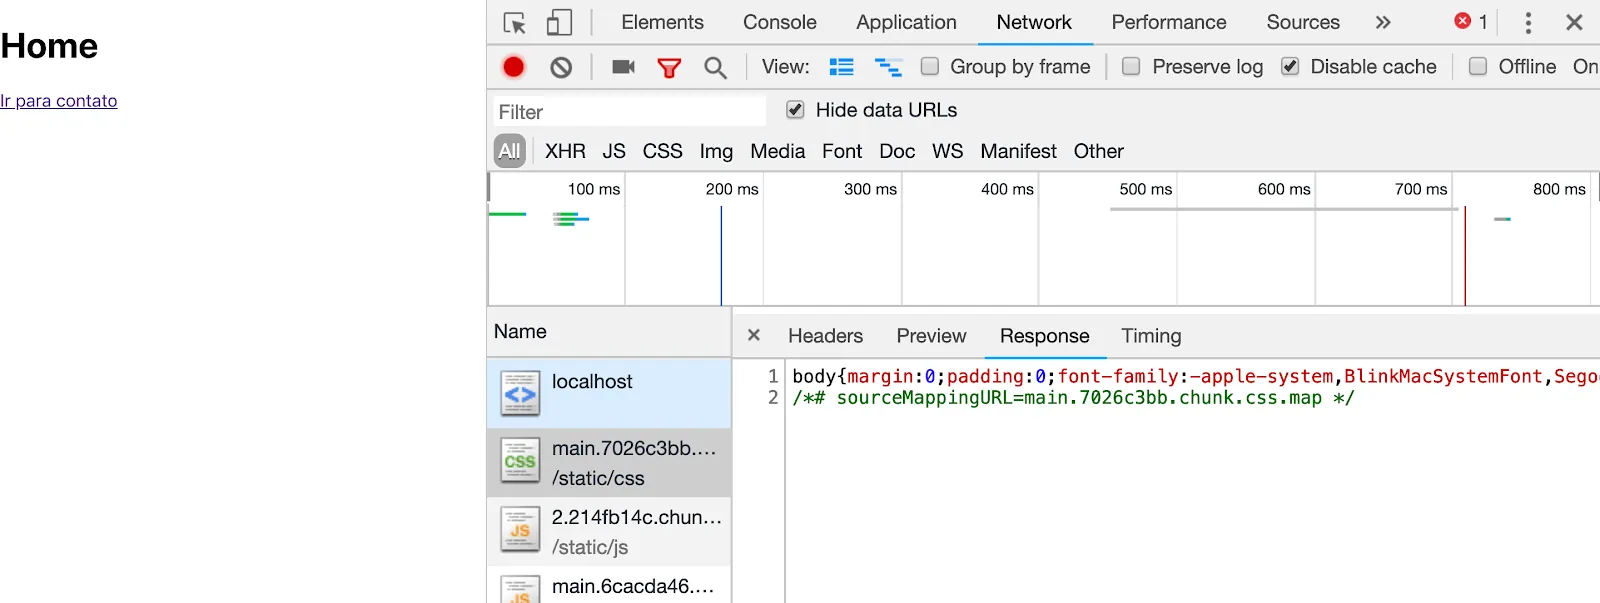 Home
Ir para contato
Elements Console Application Network Performance Sources 1
View: Group by frame Preserve log Disable cache Offline On
Filter Hide data URLs
All XHR JS CSS Img Media Font Doc WS Manifest Other
100 ms 200 ms 300 ms 400 ms 500 ms 600 ms 700 ms 800 ms
Name
localhost
CSS main.7026c3bb....
/static/css
JS 2.214fb14c.chun...
/static/js
JS main.6cacda46....
Headers Preview Response Timing
1 body{margin:0;padding:0;font-family:-apple-system,BlinkMacSystemFont,Sego
2 /*# sourceMappingURL=main.7026c3bb.chunk.css.map */